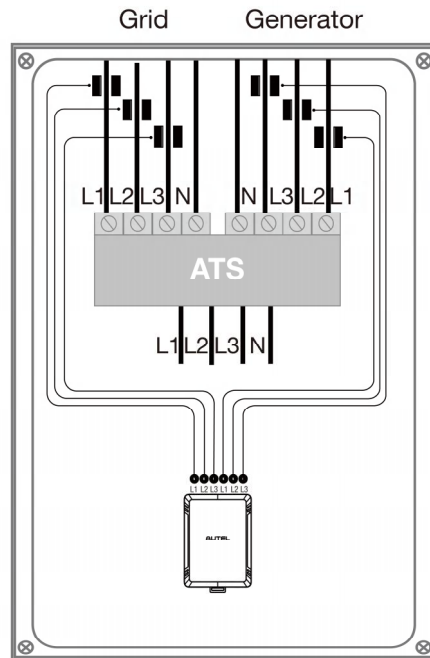 Grid Generator
L1 L2 L3 N N L3 L2 L1
ATS
L1 L2 L3 N
L1 L2 L3 L1 L2 L3
AUTEL